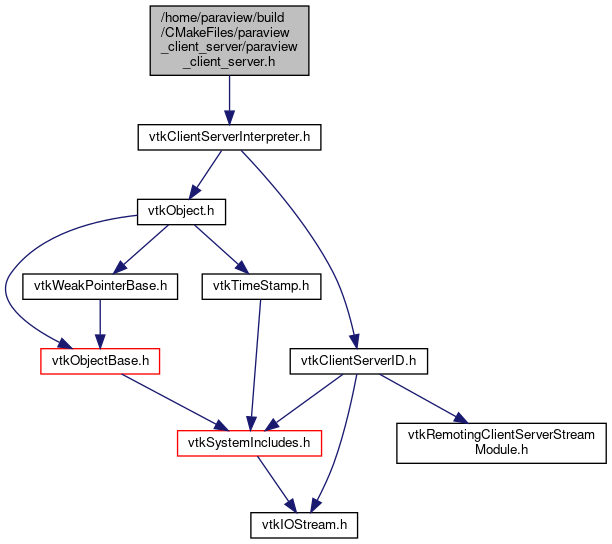 /home/paraview/build
/CMakeFiles/paraview
_client_server/paraview
_client_server.h
vtkClientServerInterpreter.h
vtkObject.h
vtkWeakPointerBase.h
vtkTimeStamp.h
vtkObjectBase.h
vtkClientServerID.h
vtkSystemIncludes.h
vtkRemotingClientServerStream
Module.h
vtkIOStream.h